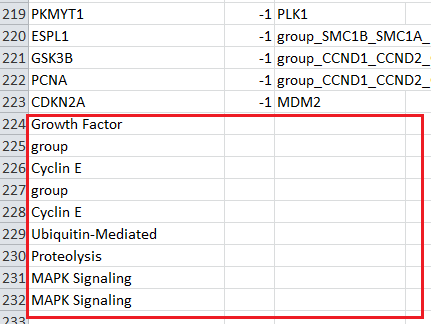 219 PKMYT1 -1 PLK1
220 ESPL1 -1 group_SMC1B_SMC1A_
221 GSK3B -1 group_CCND1_CCND2_
222 PCNA -1 group_CCND1_CCND2_
223 CDKN2A -1 MDM2
224 Growth Factor
225 group
226 Cyclin E
227 group
228 Cyclin E
229 Ubiquitin-Mediated
230 Proteolysis
231 MAPK Signaling
232 MAPK Signaling
233